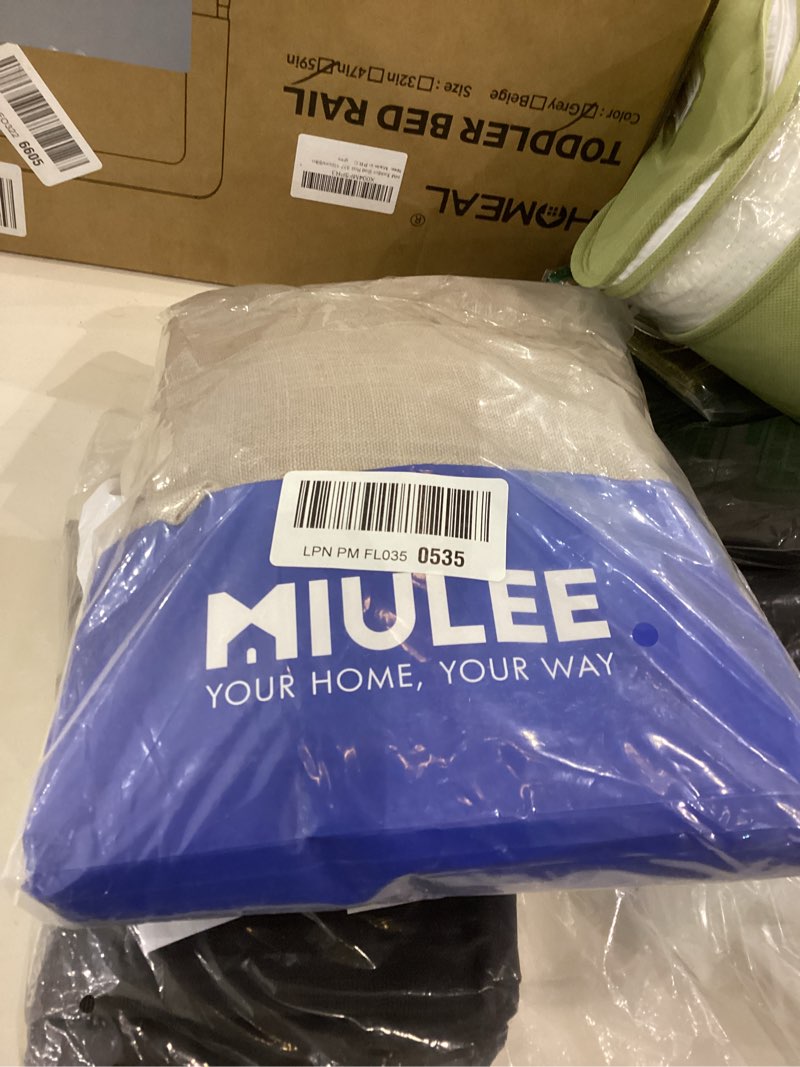 HOMEAL®
TODDLER BED RAIL
Color: ☑Grey ☐Beige Size: ☐32in ☐47in ☑59in
6605
LPN PM FL035 0535
MIULEE
YOUR HOME, YOUR WAY